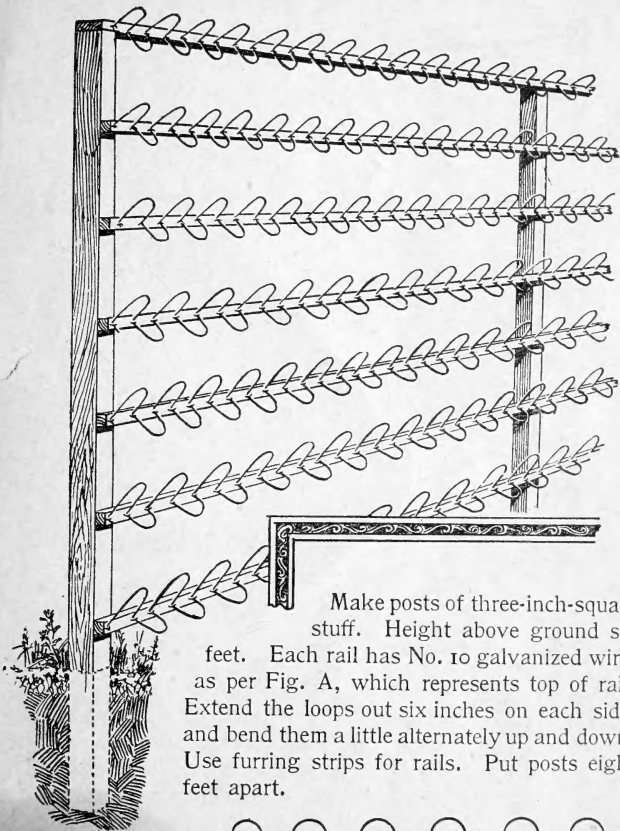 Make posts of three-inch-squa
stuff. Height above ground s
feet. Each rail has No. 10 galvanized wir
as per Fig. A, which represents top of rai
Extend the loops out six inches on each sid
and bend them a little alternately up and down
Use furring strips for rails. Put posts eigh
feet apart.